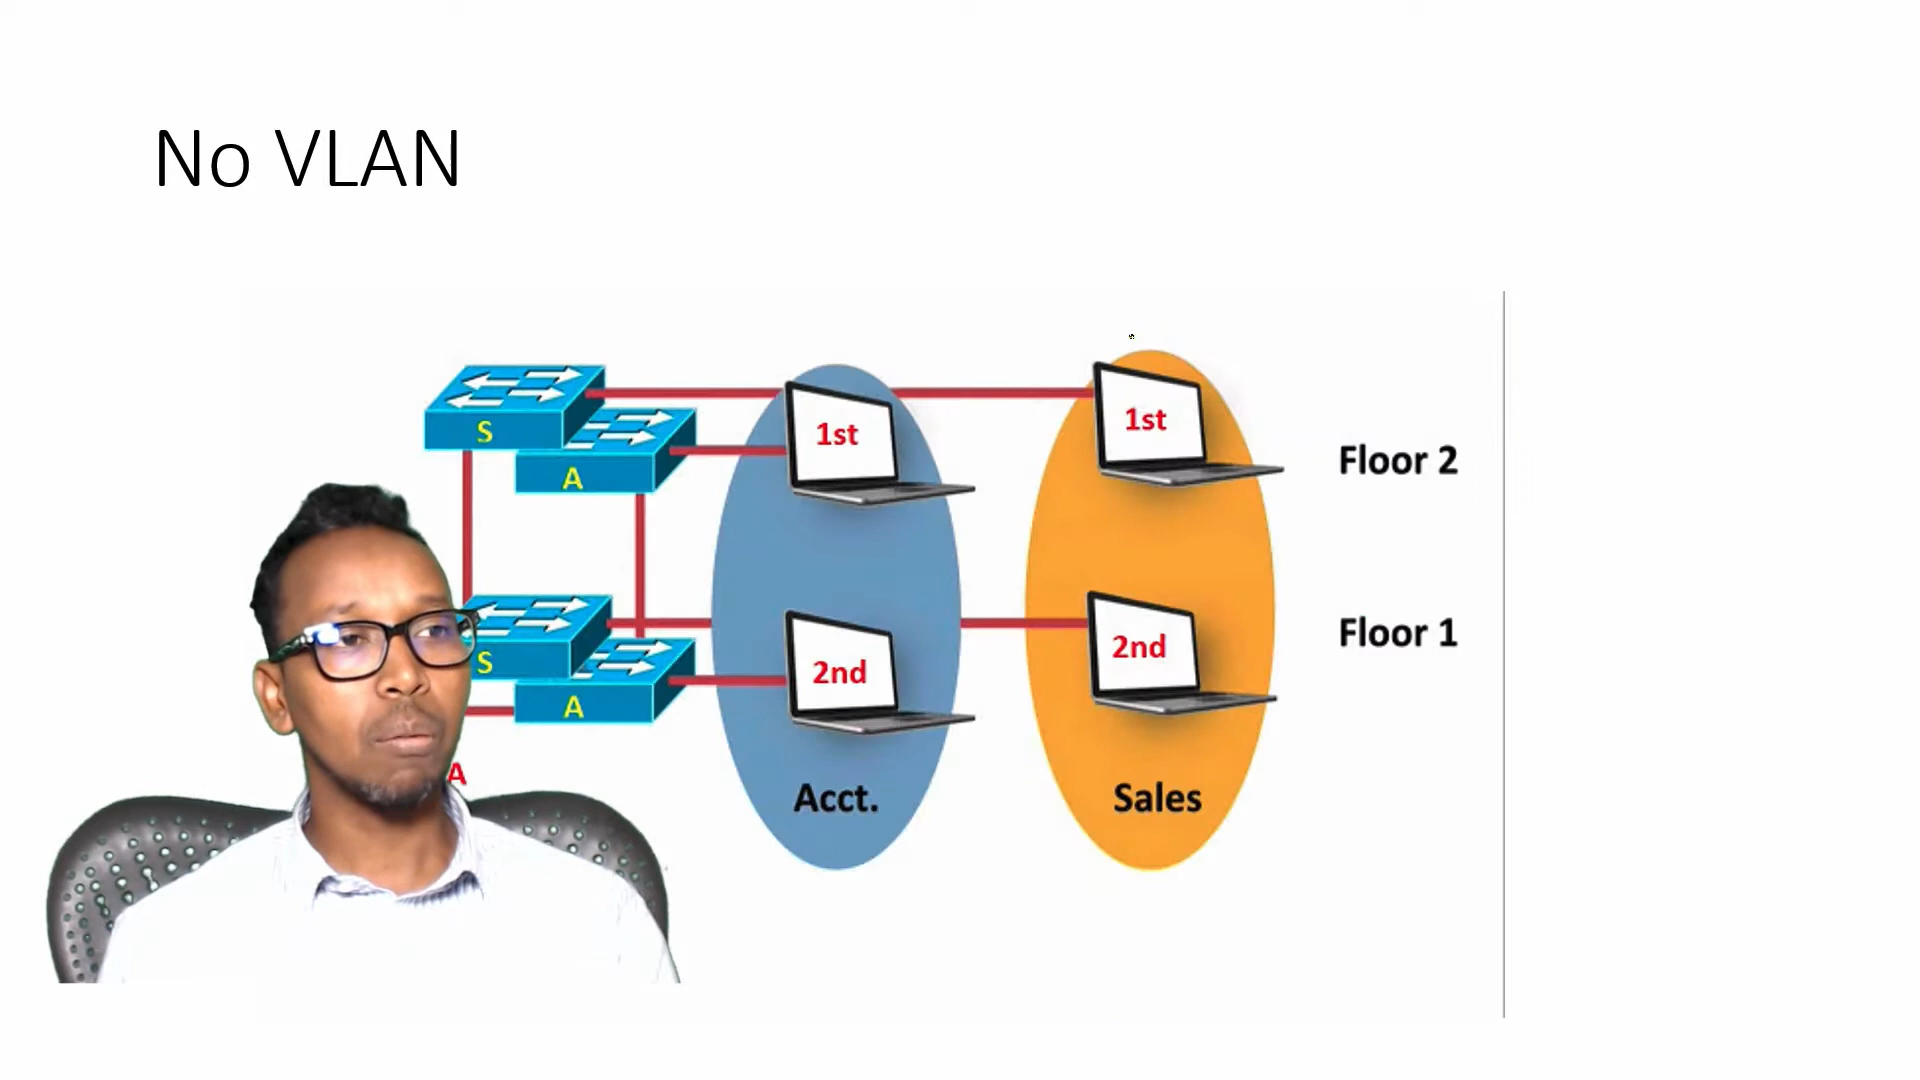 No VLAN
S
A
1st
1st
Floor 2
S
A
2nd
2nd
Floor 1
A
Acct.
Sales